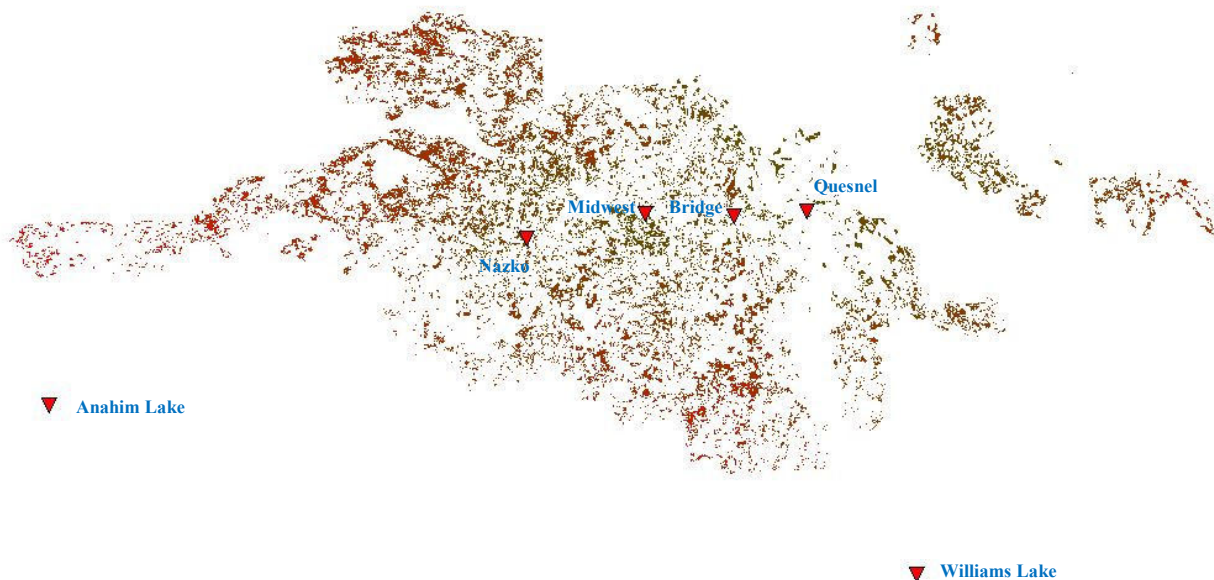 Quesnel
Midwest
Bridge
Nazko
Anahim Lake
Williams Lake